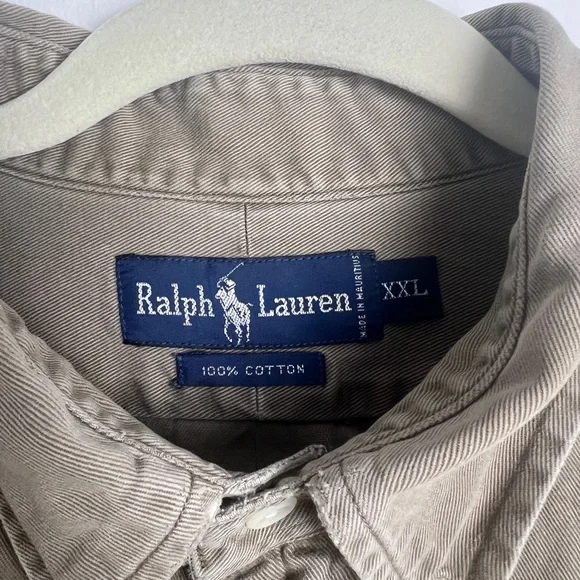 Ralph Lauren
MADE IN MAURITIUS
XXL
100% COTTON